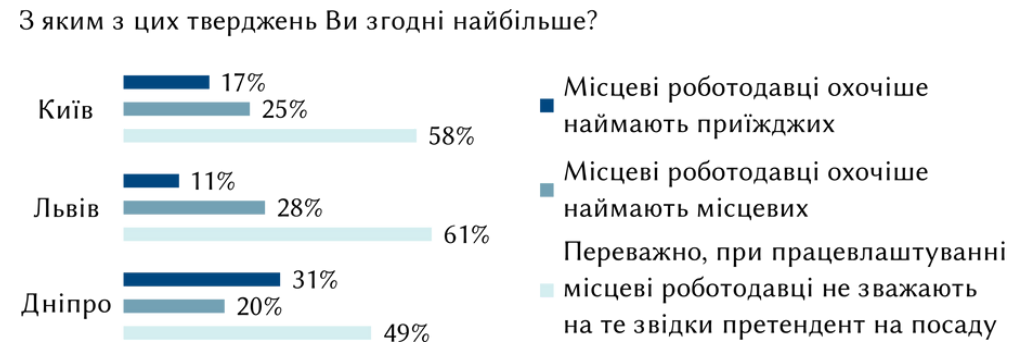 З яким з цих тверджень Ви згодні найбільше?
Київ
17%
25%
58%
Львів
11%
28%
61%
Дніпро
31%
20%
49%
Місцеві роботодавці охочіше
наймають приїжджих
Місцеві роботодавці охочіше
наймають місцевих
Переважно, при працевлаштуванні
місцеві роботодавці не зважають
на те звідки претендент на посаду